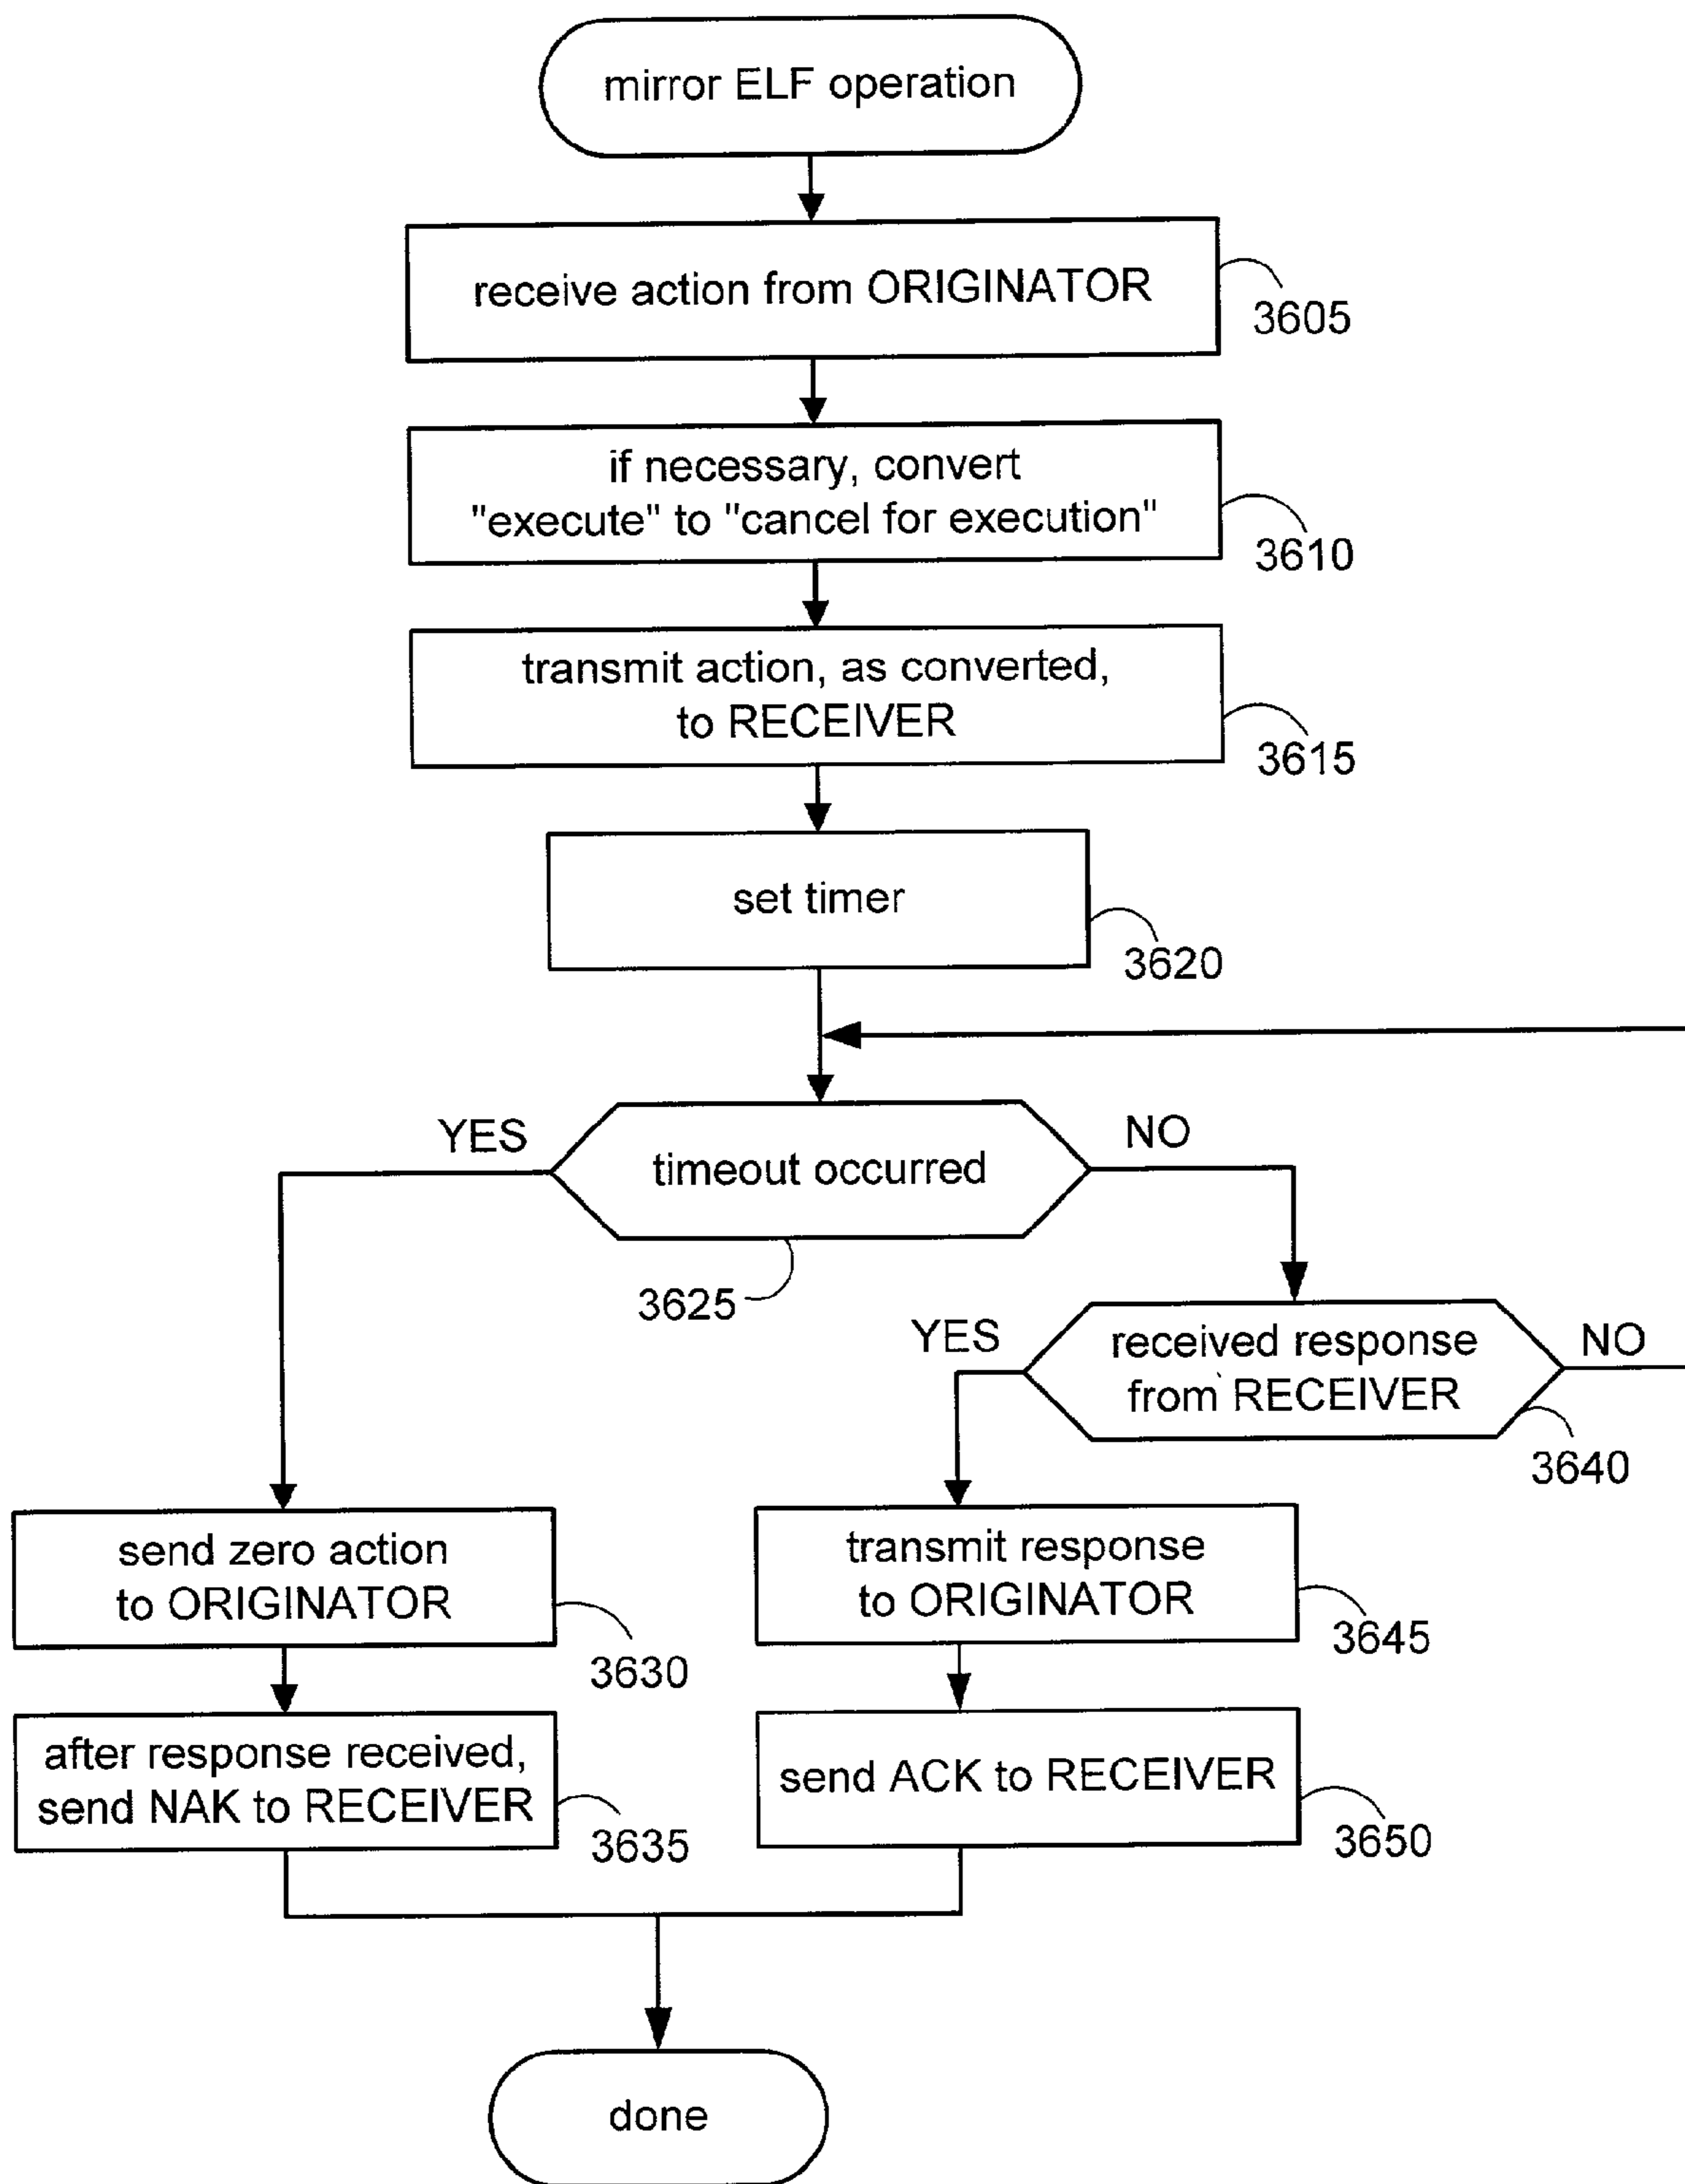 mirror ELF operation
receive action from ORIGINATOR
3605
if necessary, convert
"execute" to "cancel for execution"
3610
transmit action, as converted,
to RECEIVER
3615
set timer
3620
YES
NO
timeout occurred
3625
YES
received response
from RECEIVER
NO
3640
send zero action
to ORIGINATOR
3630
transmit response
to ORIGINATOR
3645
after response received,
send NAK to RECEIVER
3635
send ACK to RECEIVER
3650
done